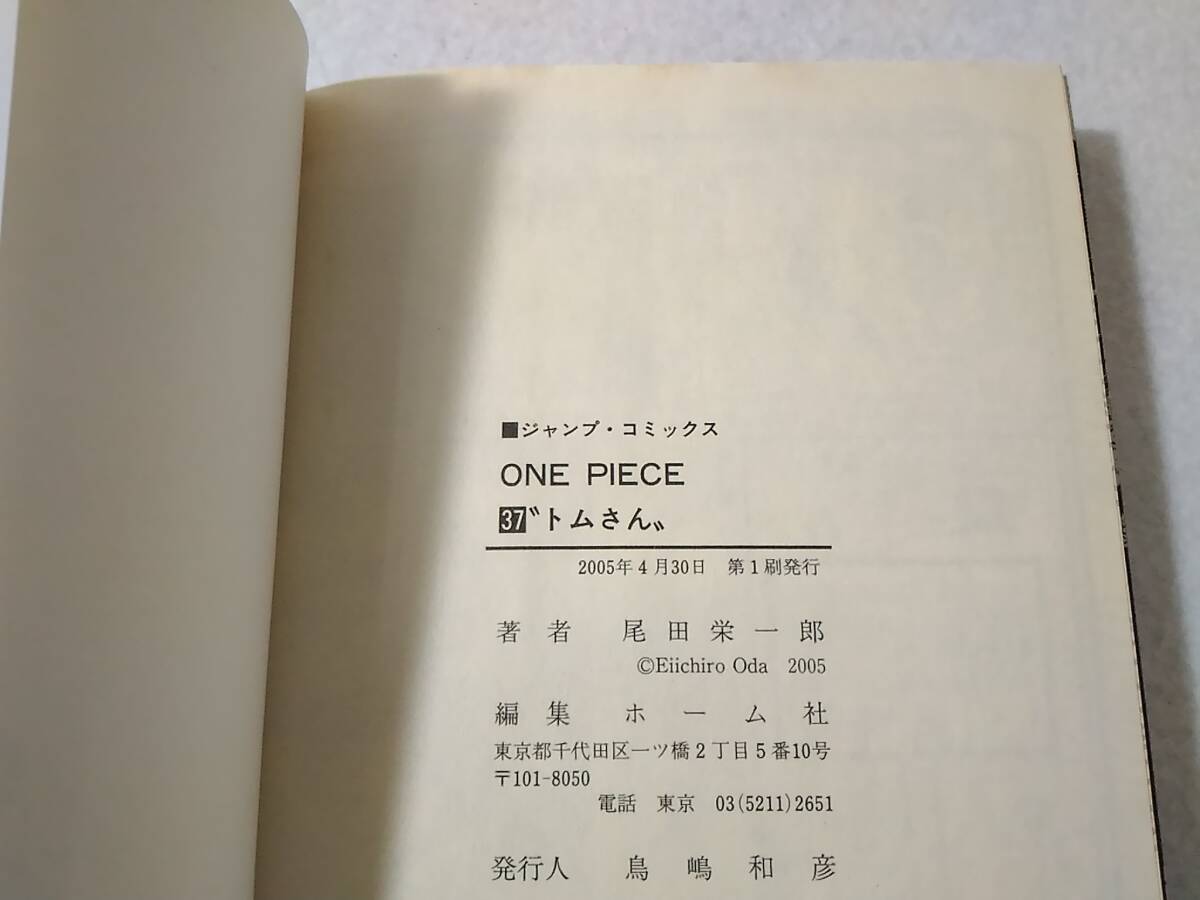 ■ジャンプ・コミックス
ONE PIECE
37〝トムさん〟
2005年4月30日 第1刷発行
著者 尾田栄一郎
©Eiichiro Oda 2005
編集 ホーム社
東京都千代田区一ツ橋2丁目5番10号
〒101-8050
電話 東京 03(5211)2651
発行人 鳥嶋和彦